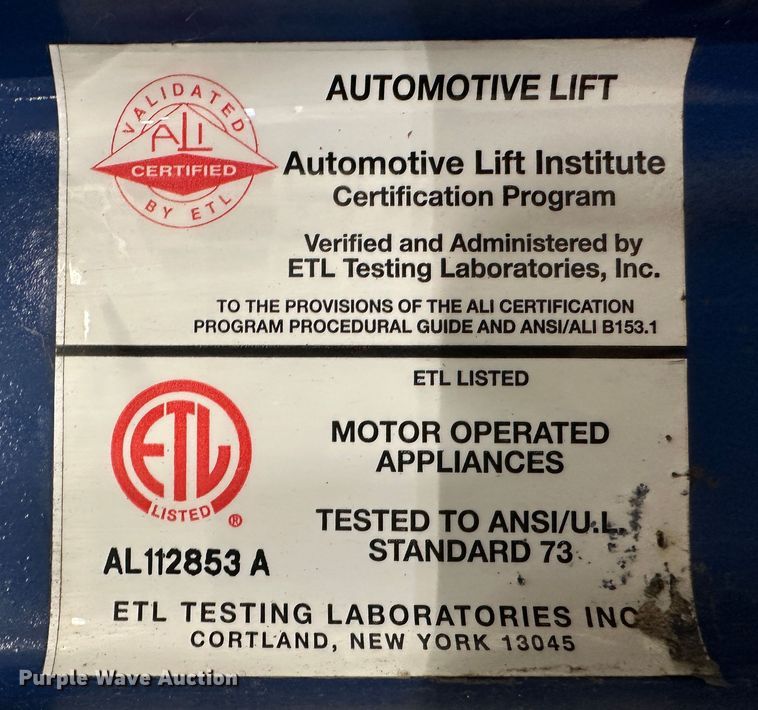 VALIDATED
ALI
CERTIFIED
BY ETL
AUTOMOTIVE LIFT
Automotive Lift Institute
Certification Program
Verified and Administered by
ETL Testing Laboratories, Inc.
TO THE PROVISIONS OF THE ALI CERTIFICATION
PROGRAM PROCEDURAL GUIDE AND ANSI/ALI B153.1
ETL LISTED
ETL
LISTED
®
MOTOR OPERATED
APPLIANCES
TESTED TO ANSI/U.L.
STANDARD 73
AL112853 A
ETL TESTING LABORATORIES INC
CORTLAND, NEW YORK 13045
Purple Wave Auction